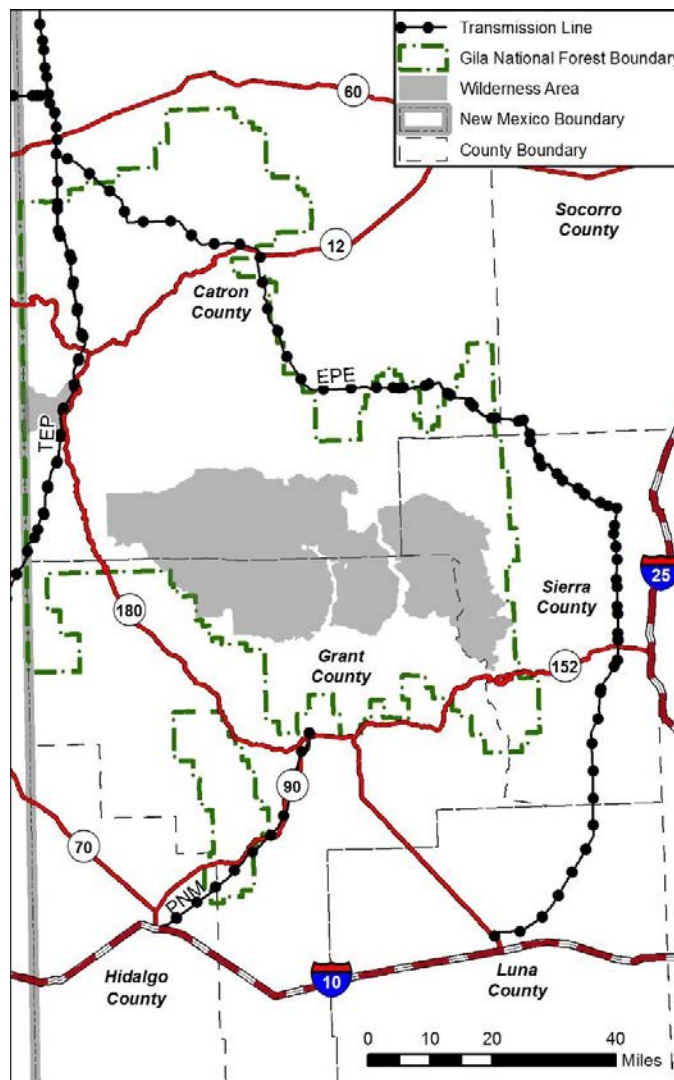 Transmission Line
Gila National Forest Boundary
Wilderness Area
New Mexico Boundary
County Boundary
60
Socorro
County
12
Catron
County
EPE
TEP
25
180
Sierra
County
Grant
County
152
90
70
PNM
Hidalgo
County
10
Luna
County
0 10 20 40
Miles